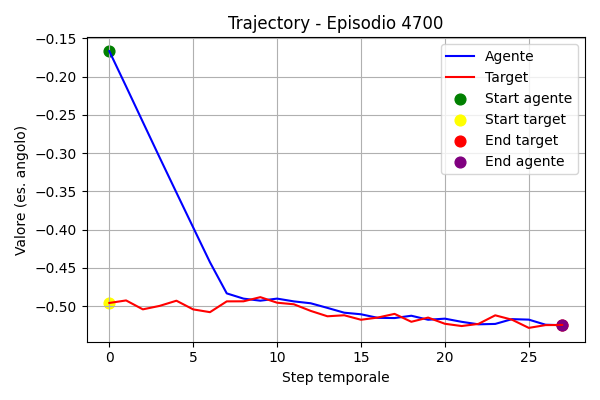 Trajectory - Episodio 4700
Valore (es. angolo)
−0.15
−0.20
−0.25
−0.30
−0.35
−0.40
−0.45
−0.50
Agente
Target
Start agente
Start target
End target
End agente
0 5 10 15 20 25
Step temporale